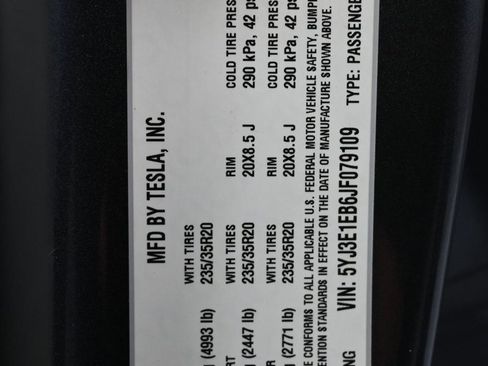 MFD BY TESLA, INC.
WITH TIRES RIM COLD TIRE PRES
(4993 lb) 235/35R20 20X8.5 J 290 kPa, 42 ps
WITH TIRES RIM COLD TIRE PRES
(2447 lb) 235/35R20 20X8.5 J 290 kPa, 42 ps
WITH TIRES
(2771 lb) 235/35R20
E CONFORMS TO ALL APPLICABLE U.S. FEDERAL MOTOR VEHICLE SAFETY, BUMP
ENTION STANDARDS IN EFFECT ON THE DATE OF MANUFACTURE SHOWN ABOVE.
VIN: 5YJ3E1EB6JF079109 TYPE: PASSENGE